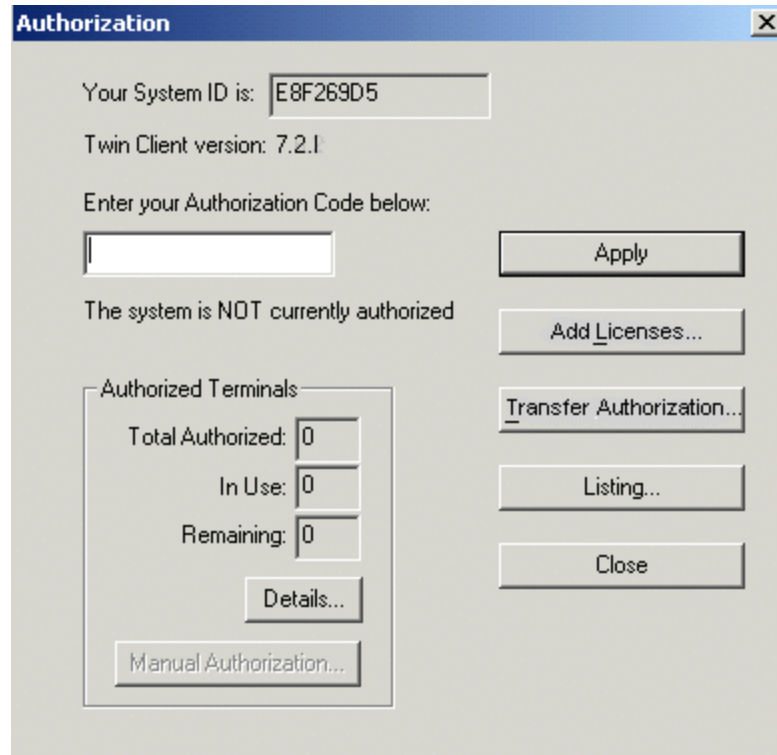 Authorization
Your System ID is: E8F269D5
Twin Client version: 7.2.
Enter your Authorization Code below:
Apply
The system is NOT currently authorized
Add Licenses...
Authorized Terminals
Transfer Authorization...
Total Authorized: 0
In Use: 0
Listing...
Remaining: 0
Close
Details...
Manual Authorization...